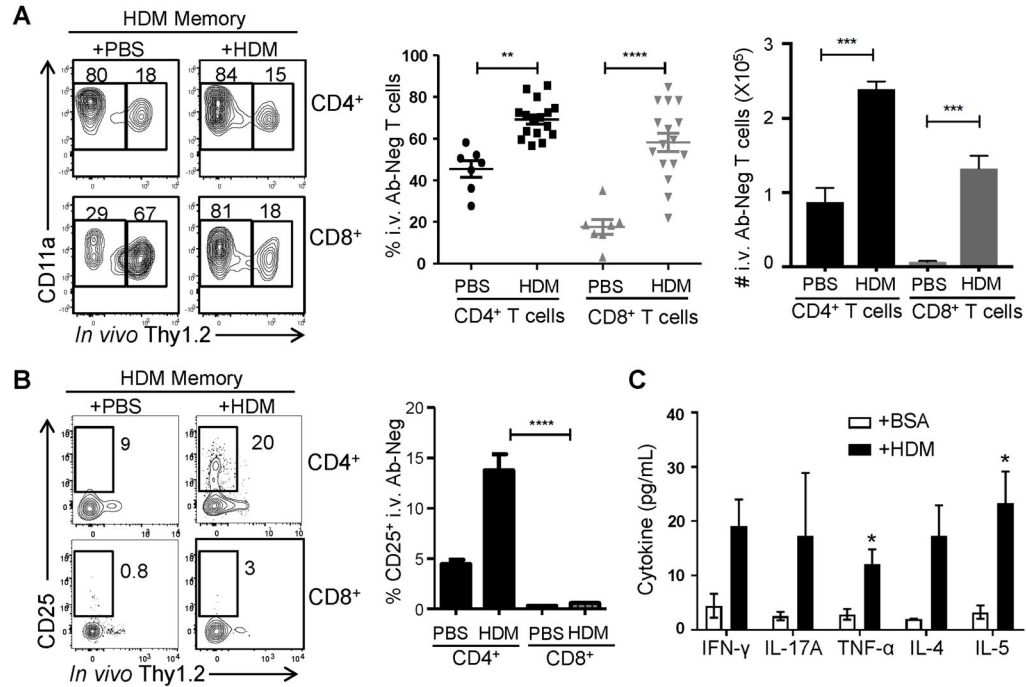 A
HDM Memory
+PBS +HDM
80 18 84 15
CD4+
29 67 81 18
CD8+
CD11a
In vivo Thy1.2
% i.v. Ab-Neg T cells
100
80
60
40
20
0
** ****
PBS HDM PBS HDM
CD4+ T cells CD8+ T cells
# i.v. Ab-Neg T cells (X10⁵)
3
2
1
0
*** ***
PBS HDM PBS HDM
CD4+ T cells CD8+ T cells
B
HDM Memory
+PBS +HDM
9 20
CD4+
0.8 3
CD8+
CD25
In vivo Thy1.2
% CD25+ i.v. Ab-Neg
20
15
10
5
0
****
PBS HDM PBS HDM
CD4+ CD8+
C
Cytokine (pg/mL)
40
30
20
10
0
+BSA
+HDM
* *
IFN-γ IL-17A TNF-α IL-4 IL-5